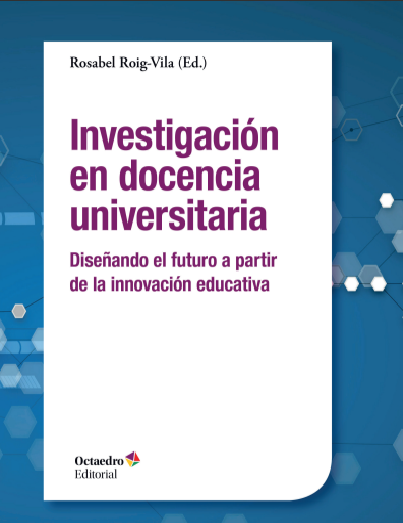 Rosabel Roig-Vila (Ed.)
Investigación
en docencia
universitaria
Diseñando el futuro a partir
de la innovación educativa
Octaedro
Editorial